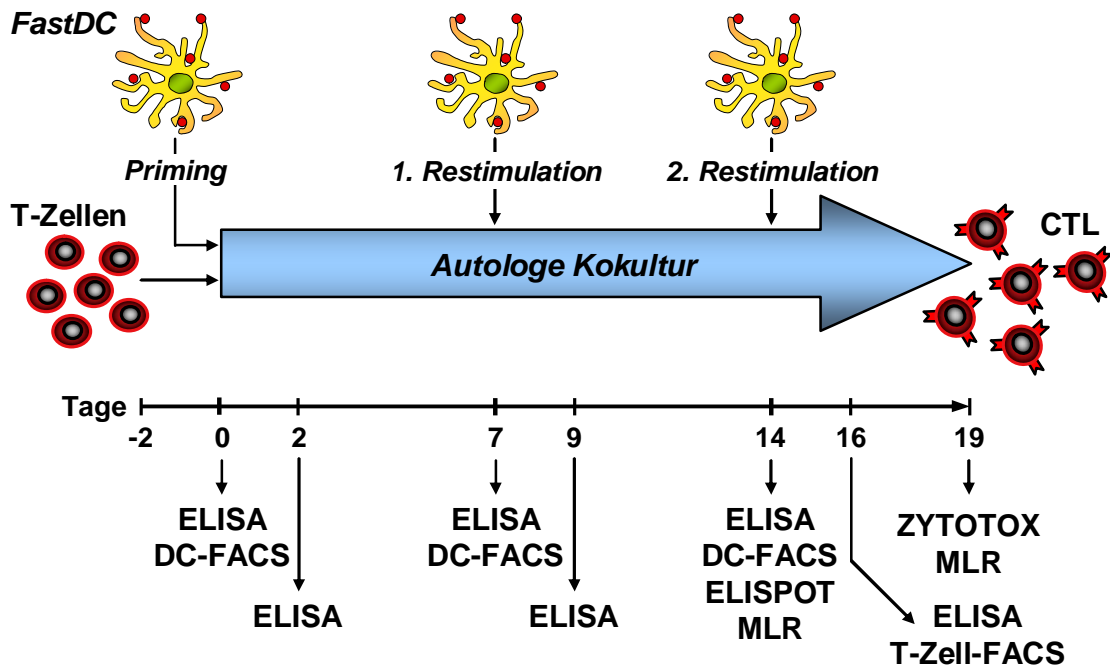 FastDC
Priming
1. Restimulation
2. Restimulation
T-Zellen
CTL
Autologe Kokultur
Tage
-2 0 2 7 9 14 16 19
ELISA
DC-FACS
ELISA
ELISA
DC-FACS
ELISA
ELISA
DC-FACS
ELISPOT
MLR
ELISA
T-Zell-FACS
ZYTOTOX
MLR